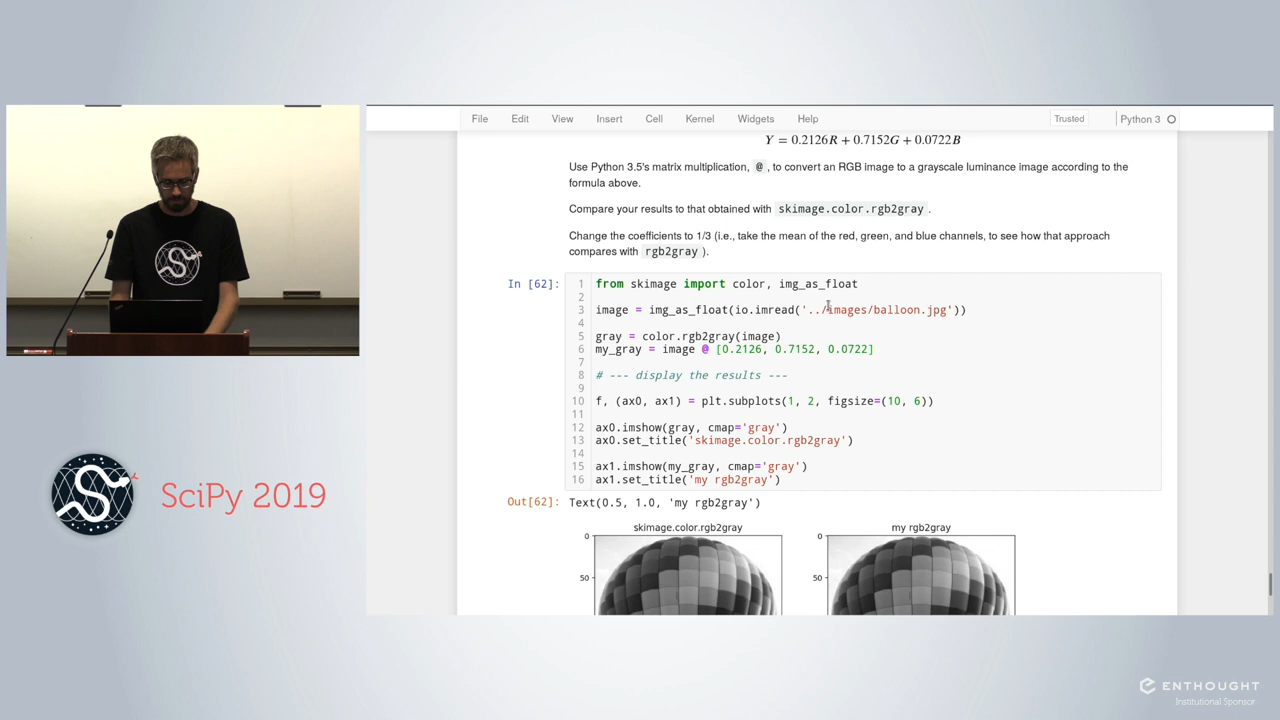 File Edit View Insert Cell Kernel Widgets Help Trusted Python 3
Y = 0.2126R + 0.7152G + 0.0722B
Use Python 3.5's matrix multiplication, @ , to convert an RGB image to a grayscale luminance image according to the
formula above.
Compare your results to that obtained with skimage.color.rgb2gray .
Change the coefficients to 1/3 (i.e., take the mean of the red, green, and blue channels, to see how that approach
compares with rgb2gray ).
In [62]:
1 from skimage import color, img_as_float
2
3 image = img_as_float(io.imread('../images/balloon.jpg'))
4
5 gray = color.rgb2gray(image)
6 my_gray = image @ [0.2126, 0.7152, 0.0722]
7
8 # --- display the results ---
9
10 f, (ax0, ax1) = plt.subplots(1, 2, figsize=(10, 6))
11
12 ax0.imshow(gray, cmap='gray')
13 ax0.set_title('skimage.color.rgb2gray')
14
15 ax1.imshow(my_gray, cmap='gray')
16 ax1.set_title('my rgb2gray')
Out[62]: Text(0.5, 1.0, 'my rgb2gray')
skimage.color.rgb2gray my rgb2gray
0 0
50 50
S SciPy 2019
ENTHOUGHT
Institutional Sponsor